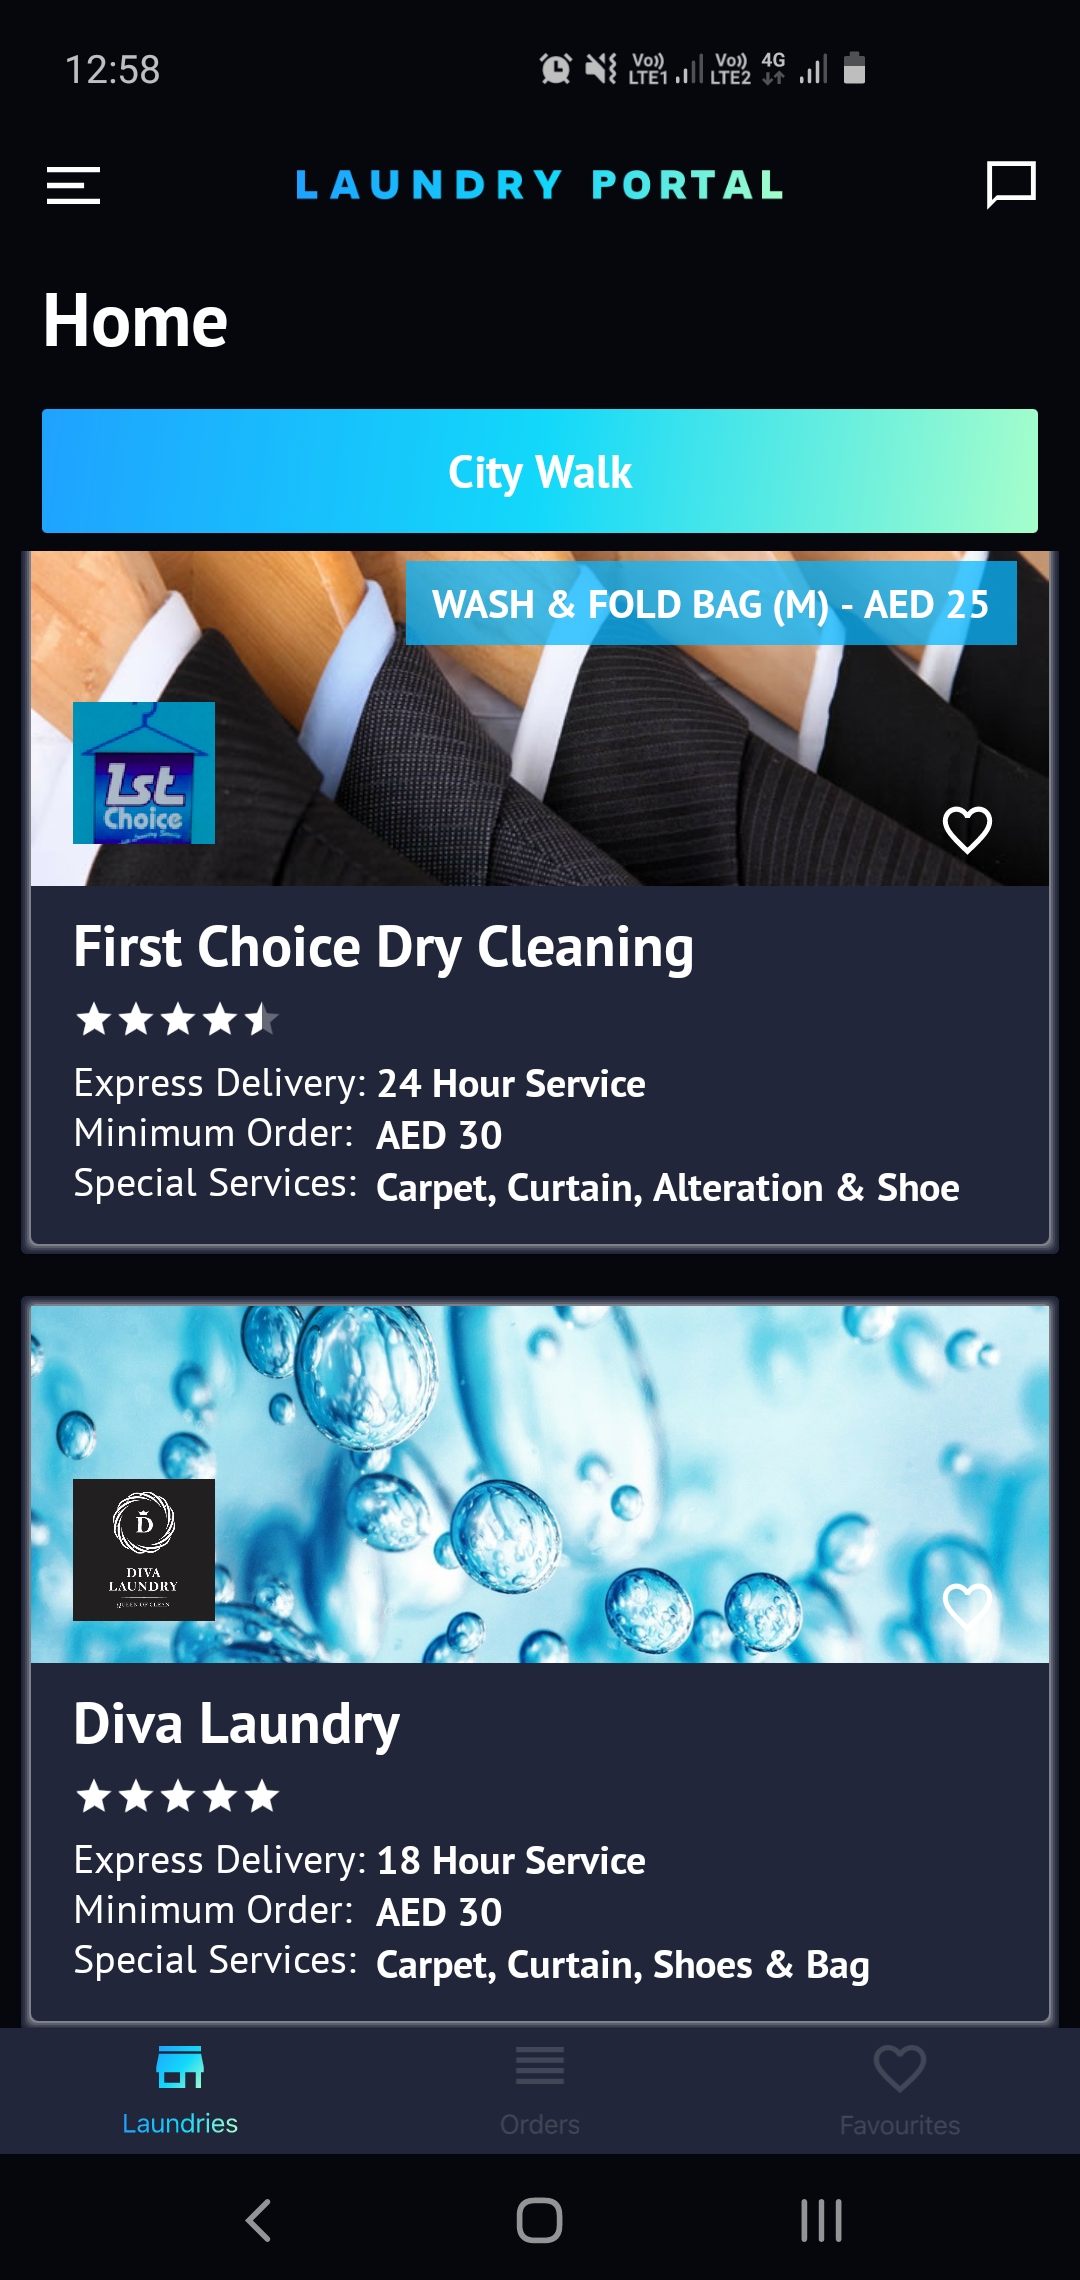 12:58
Vo)) LTE1 Vo)) LTE2 4G
LAUNDRY PORTAL
Home
City Walk
WASH & FOLD BAG (M) - AED 25
1st
Choice
First Choice Dry Cleaning
Express Delivery: 24 Hour Service
Minimum Order: AED 30
Special Services: Carpet, Curtain, Alteration & Shoe
D
DIVA
LAUNDRY
QUEEN OF CLEAN
Diva Laundry
Express Delivery: 18 Hour Service
Minimum Order: AED 30
Special Services: Carpet, Curtain, Shoes & Bag
Laundries
Orders
Favourites